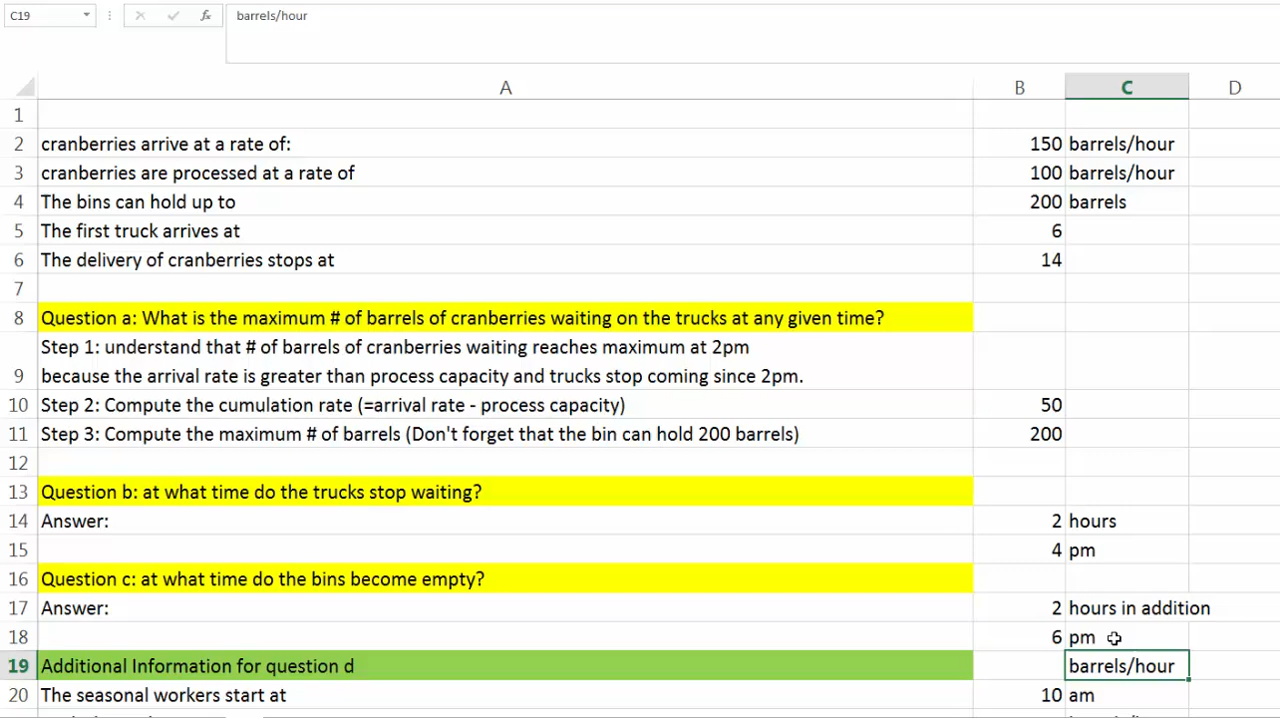 C19 fx barrels/hour
A B C D
1
2 cranberries arrive at a rate of: 150 barrels/hour
3 cranberries are processed at a rate of 100 barrels/hour
4 The bins can hold up to 200 barrels
5 The first truck arrives at 6
6 The delivery of cranberries stops at 14
7
8 Question a: What is the maximum # of barrels of cranberries waiting on the trucks at any given time?
Step 1: understand that # of barrels of cranberries waiting reaches maximum at 2pm
9 because the arrival rate is greater than process capacity and trucks stop coming since 2pm.
10 Step 2: Compute the cumulation rate (=arrival rate - process capacity) 50
11 Step 3: Compute the maximum # of barrels (Don't forget that the bin can hold 200 barrels) 200
12
13 Question b: at what time do the trucks stop waiting?
14 Answer: 2 hours
15 4 pm
16 Question c: at what time do the bins become empty?
17 Answer: 2 hours in addition
18 6 pm
19 Additional Information for question d barrels/hour
20 The seasonal workers start at 10 am